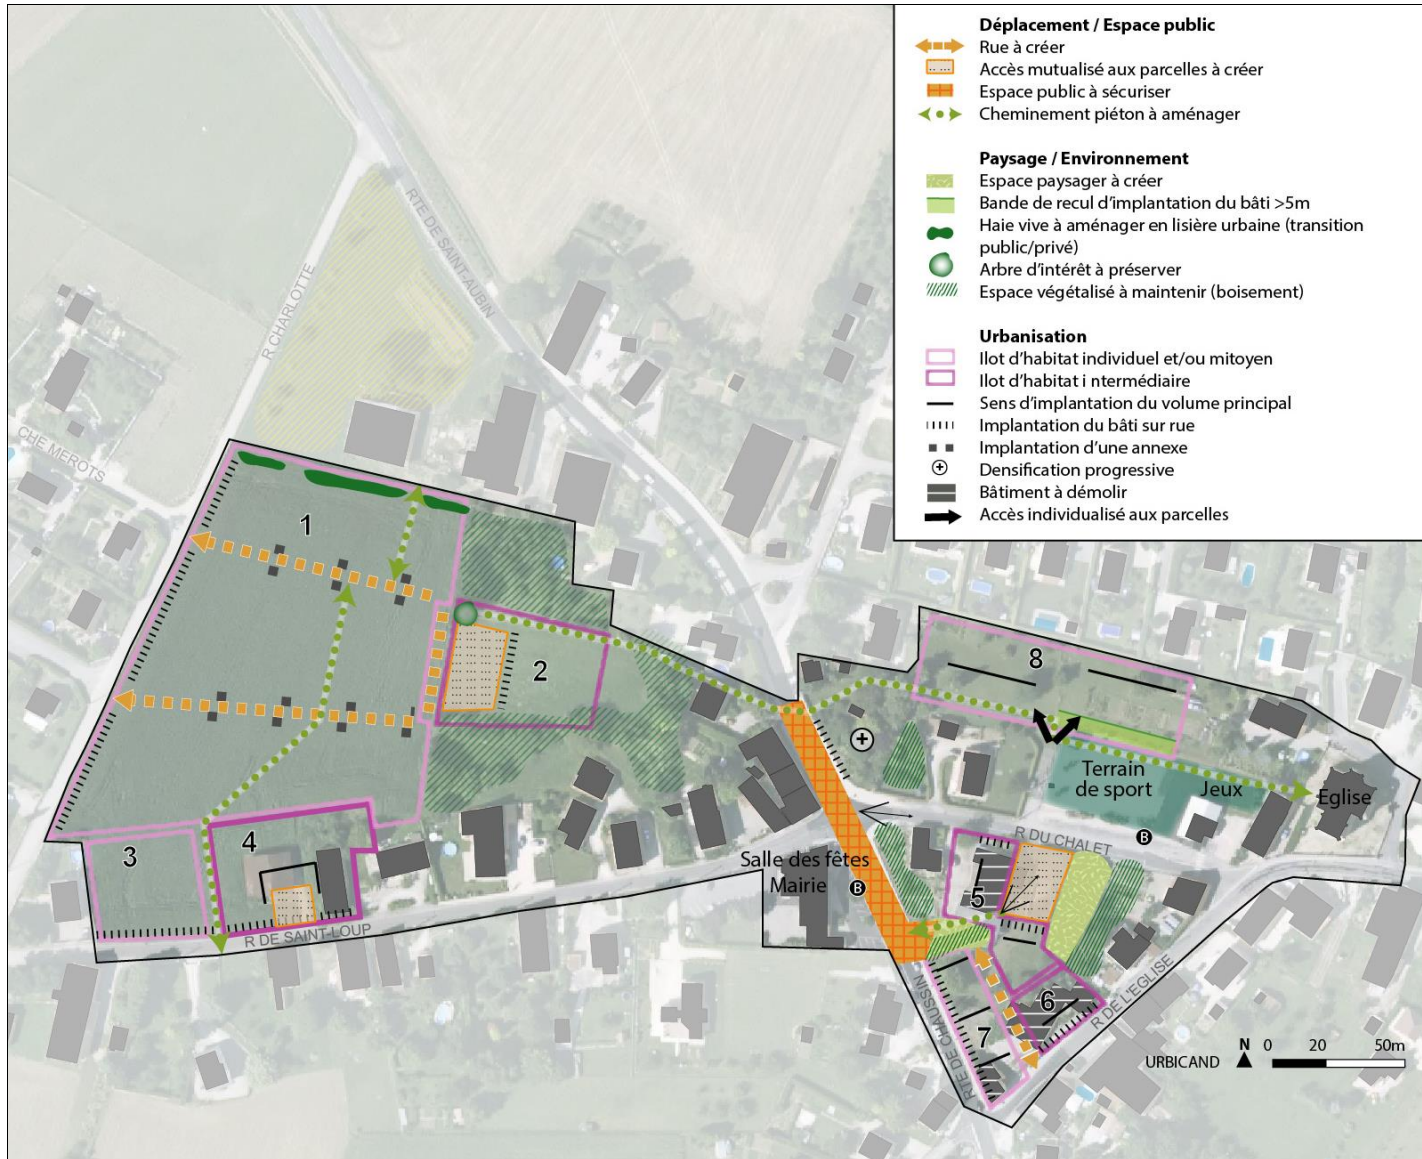 Déplacement / Espace public
Rue à créer
Accès mutualisé aux parcelles à créer
Espace public à sécuriser
Cheminement piéton à aménager
Paysage / Environnement
Espace paysager à créer
Bande de recul d'implantation du bâti >5m
Haie vive à aménager en lisière urbaine (transition
public/privé)
Arbre d'intérêt à préserver
Espace végétalisé à maintenir (boisement)
Urbanisation
Ilot d'habitat individuel et/ou mitoyen
Ilot d'habitat i ntermédiaire
Sens d'implantation du volume principal
Implantation du bâti sur rue
Implantation d'une annexe
Densification progressive
Bâtiment à démolir
Accès individualisé aux parcelles
RTE DE SAINT-AUBIN
R CHARLOTTE
CHE MEROTS
1
2
3
4
R DE SAINT-LOUP
8
Terrain
de sport
Jeux
Eglise
B
R DU CHALET
Salle des fêtes
Mairie
B
5
6
7
RTE DE CHAUSSIN
R DE L'EGLISE
URBICAND
N
0 20 50m